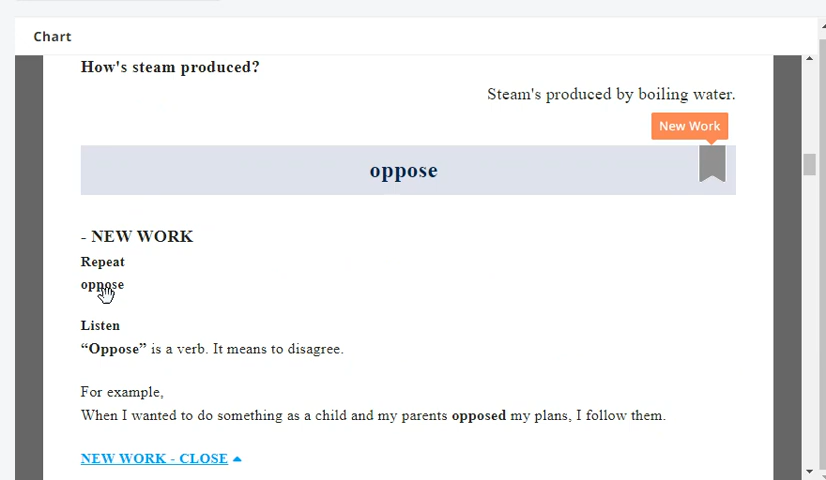 Chart
How's steam produced?
Steam's produced by boiling water.
New Work
oppose
- NEW WORK
Repeat
oppose
Listen
“Oppose” is a verb. It means to disagree.
For example,
When I wanted to do something as a child and my parents opposed my plans, I follow them.
NEW WORK - CLOSE